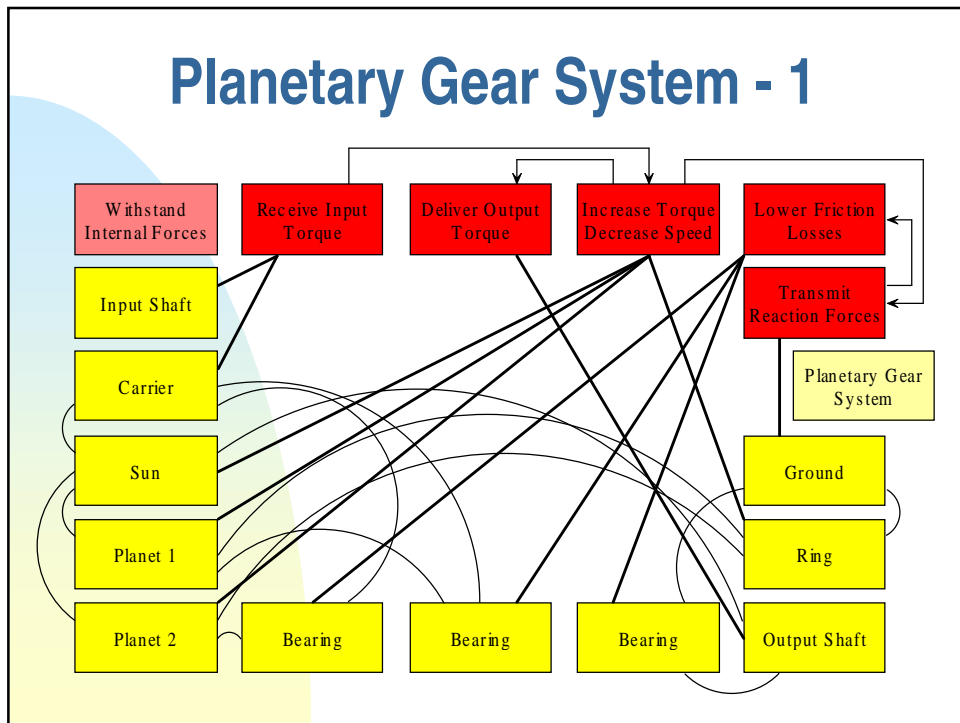 Planetary Gear System - 1
Withstand
Internal Forces
Receive Input
Torque
Deliver Output
Torque
Increase Torque
Decrease Speed
Lower Friction
Losses
Input Shaft
Transmit
Reaction Forces
Carrier
Planetary Gear
System
Sun
Ground
Planet 1
Ring
Planet 2
Bearing
Bearing
Bearing
Output Shaft